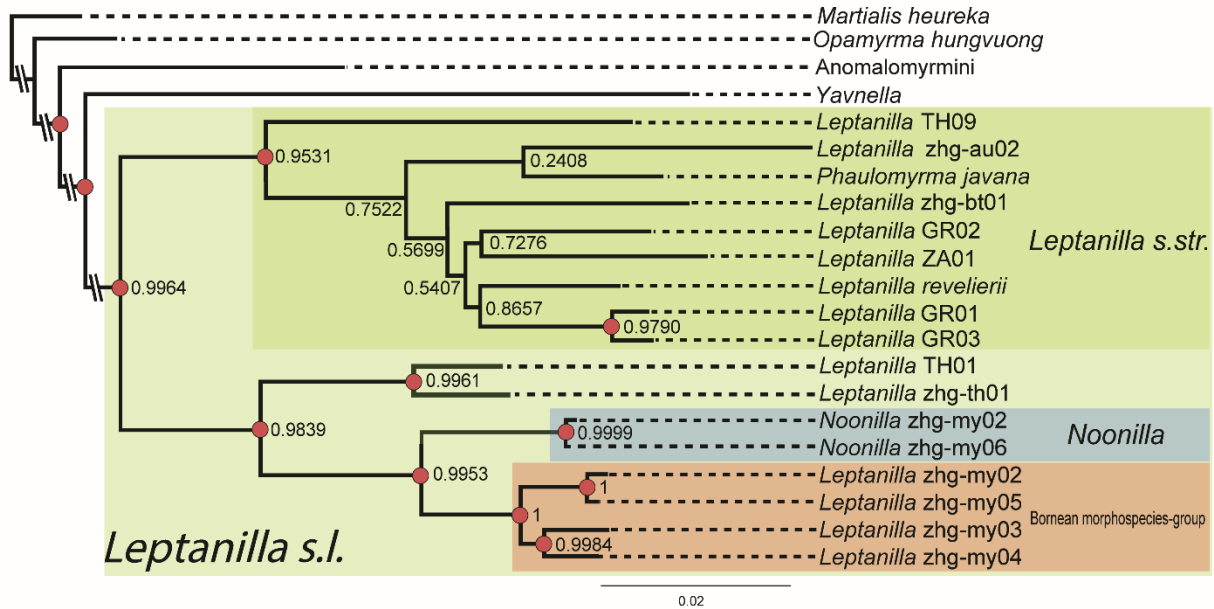 Martialis heureka
Opamyrma hungvuong
Anomalomyrmini
Yavnella
Leptanilla TH09
0.9531
Leptanilla zhg-au02
0.2408
Phaulomyrma javana
0.7522
Leptanilla zhg-bt01
0.5699
Leptanilla GR02
0.7276
Leptanilla s.str.
Leptanilla ZA01
0.5407
Leptanilla revelierii
0.9964
0.8657
Leptanilla GR01
0.9790
Leptanilla GR03
Leptanilla TH01
0.9961
Leptanilla zhg-th01
Noonilla zhg-my02
0.9839
0.9999
Noonilla
Noonilla zhg-my06
Leptanilla zhg-my02
0.9953
1
Leptanilla zhg-my05
1
Bornean morphospecies-group
Leptanilla zhg-my03
0.9984
Leptanilla s.l.
Leptanilla zhg-my04
0.02